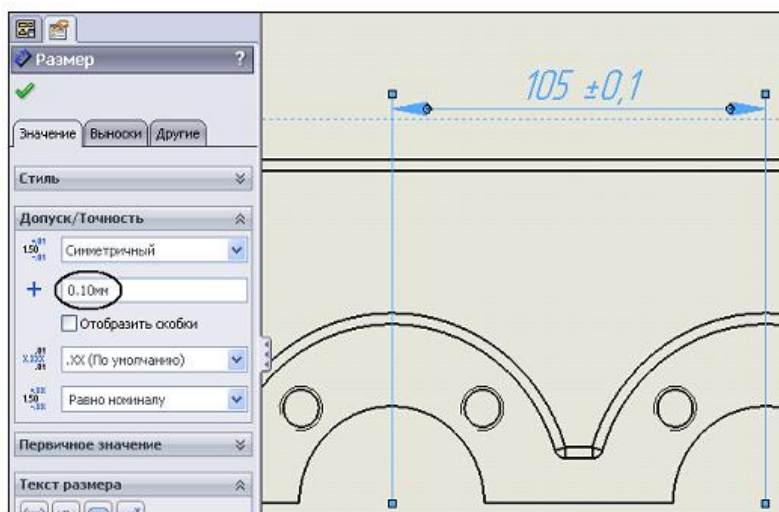 Размер ?
Значение Выноски Другие
Стиль
Допуск/Точность
Симметричный
0.10мм
Отобразить скобки
.XX (По умолчанию)
Равно номиналу
Первичное значение
Текст размера
105 ±0,1